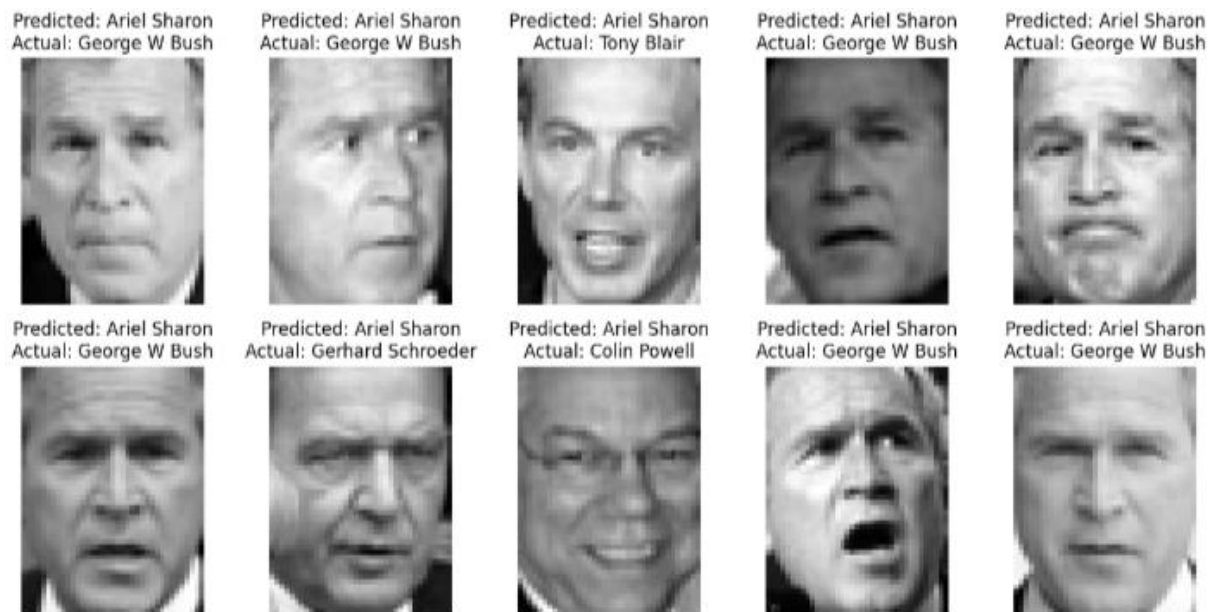 Predicted: Ariel Sharon
Actual: George W Bush
Predicted: Ariel Sharon
Actual: George W Bush
Predicted: Ariel Sharon
Actual: Tony Blair
Predicted: Ariel Sharon
Actual: George W Bush
Predicted: Ariel Sharon
Actual: George W Bush
Predicted: Ariel Sharon
Actual: George W Bush
Predicted: Ariel Sharon
Actual: Gerhard Schroeder
Predicted: Ariel Sharon
Actual: Colin Powell
Predicted: Ariel Sharon
Actual: George W Bush
Predicted: Ariel Sharon
Actual: George W Bush